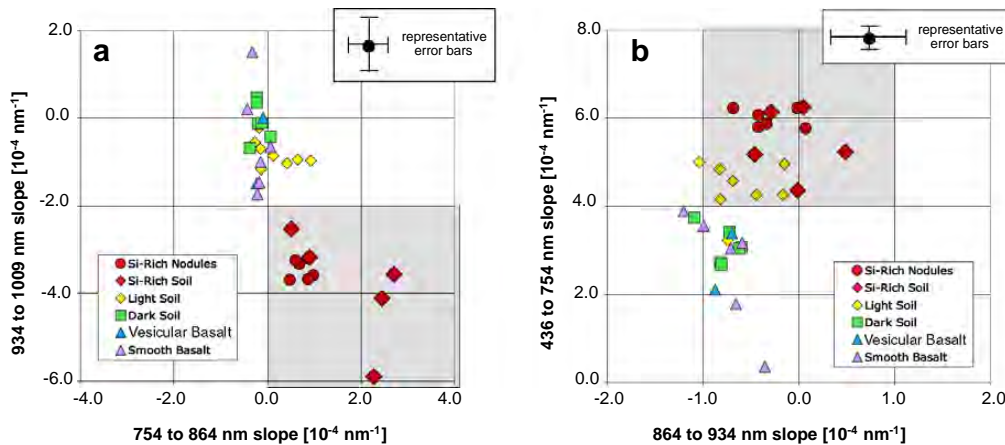 a
representative
error bars
2.0
0.0
-2.0
-4.0
-6.0
-4.0
-2.0
0.0
2.0
4.0
934 to 1009 nm slope [10⁻⁴ nm⁻¹]
754 to 864 nm slope [10⁻⁴ nm⁻¹]
Si-Rich Nodules
Si-Rich Soil
Light Soil
Dark Soil
Vesicular Basalt
Smooth Basalt
b
representative
error bars
8.0
6.0
4.0
2.0
0.0
-2.0
-1.0
0.0
1.0
2.0
436 to 754 nm slope [10⁻⁴ nm⁻¹]
864 to 934 nm slope [10⁻⁴ nm⁻¹]
Si-Rich Nodules
Si-Rich Soil
Light Soil
Dark Soil
Vesicular Basalt
Smooth Basalt